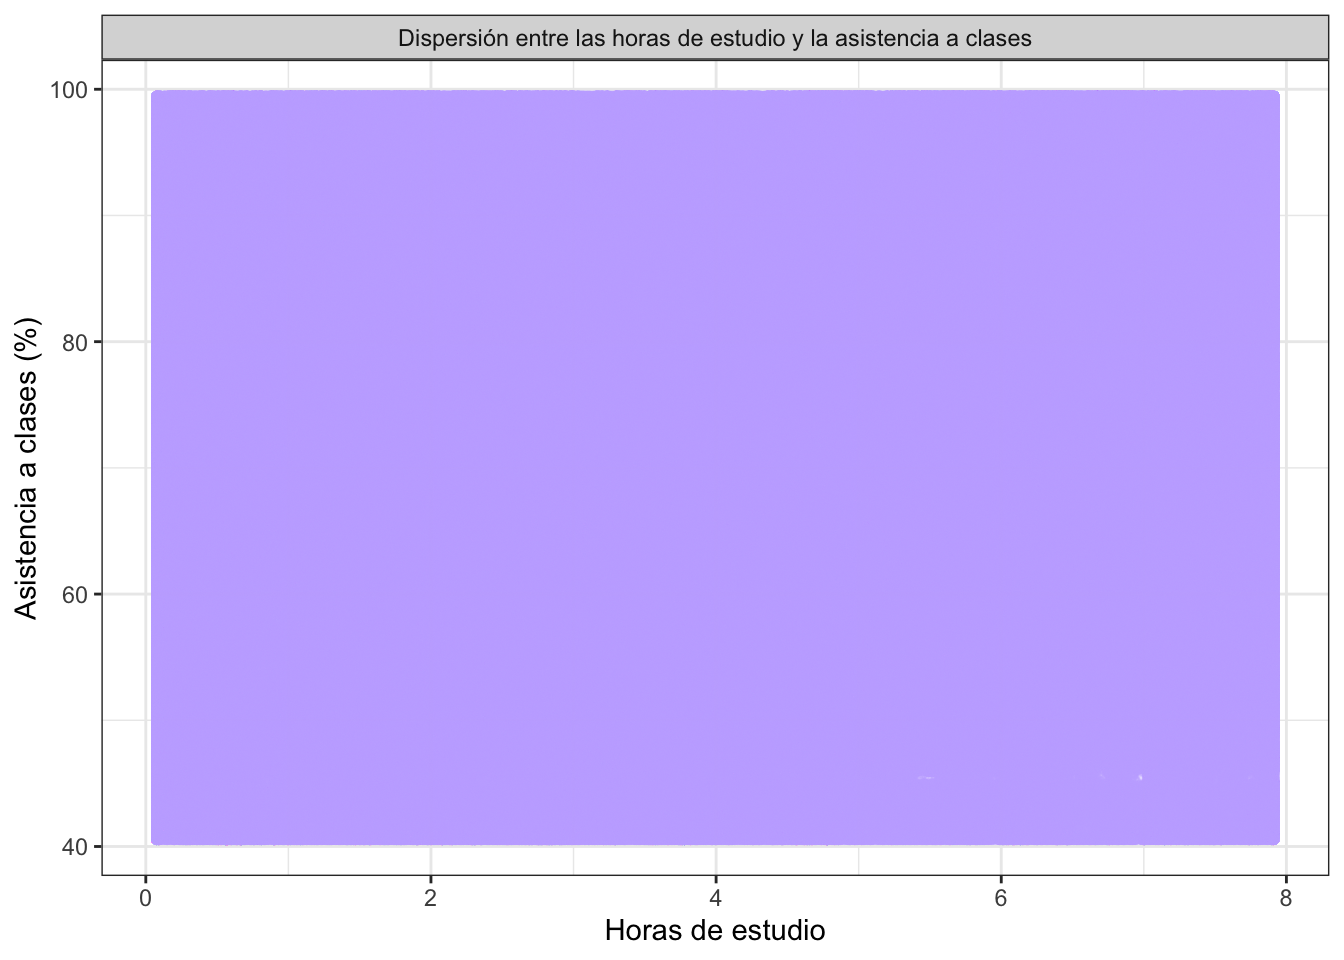 Dispersión entre las horas de estudio y la asistencia a clases
100
80
60
40
Asistencia a clases (%)
0 2 4 6 8
Horas de estudio